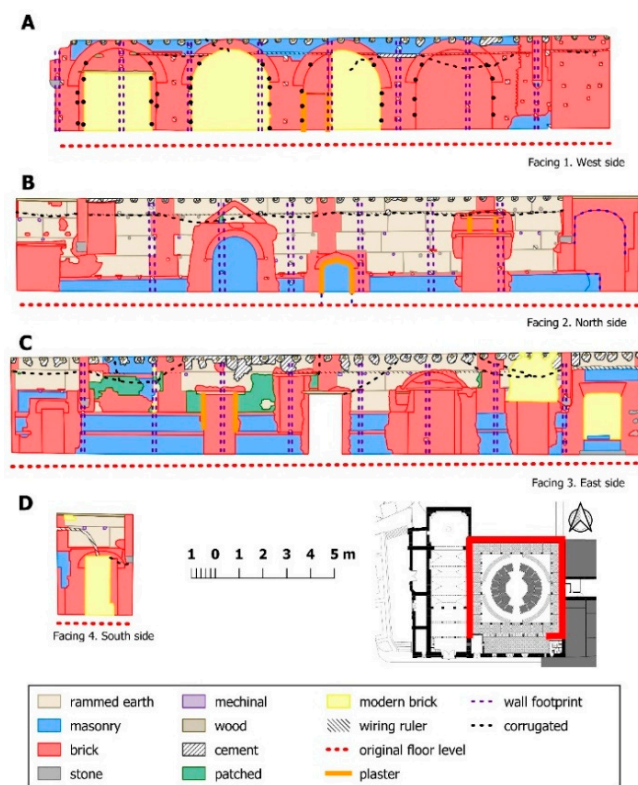 A
Facing 1. West side
B
Facing 2. North side
C
Facing 3. East side
D
1 0 1 2 3 4 5 m
Facing 4. South side
rammed earth
mechinal
modern brick
wall footprint
masonry
wood
wiring ruler
corrugated
brick
cement
original floor level
stone
patched
plaster